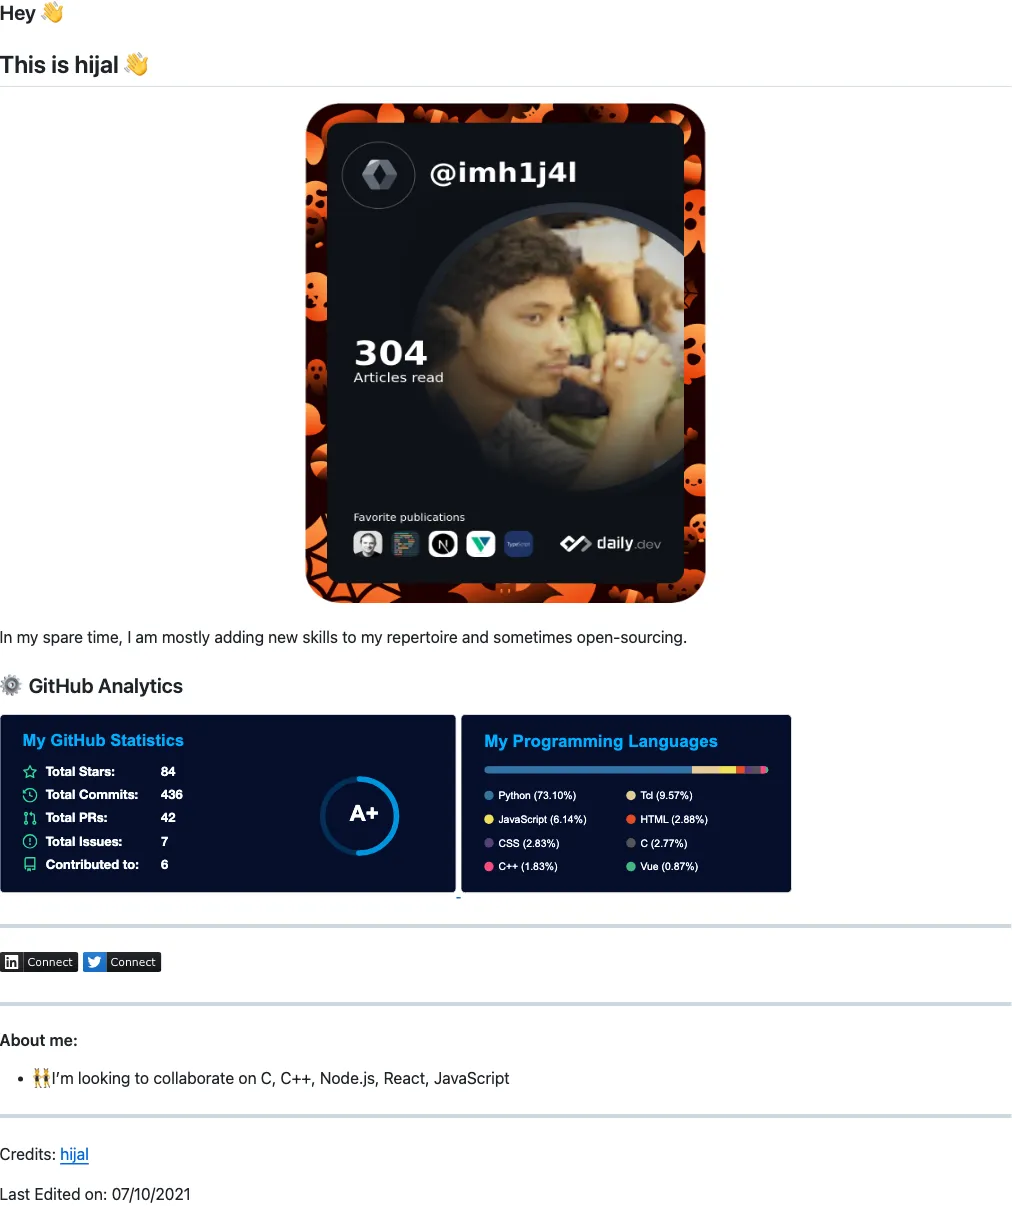 Hey 👋
This is hijal 👋
@imh1j4l
304
Articles read
Favorite publications
N TypeScript daily.dev
In my spare time, I am mostly adding new skills to my repertoire and sometimes open-sourcing.
⚙️ GitHub Analytics
My GitHub Statistics
Total Stars: 84
Total Commits: 436
Total PRs: 42
Total Issues: 7
Contributed to: 6
A+
My Programming Languages
Python (73.10%) Tcl (9.57%)
JavaScript (6.14%) HTML (2.88%)
CSS (2.83%) C (2.77%)
C++ (1.83%) Vue (0.87%)
in Connect Connect
About me:
• 👯I’m looking to collaborate on C, C++, Node.js, React, JavaScript
Credits: hijal
Last Edited on: 07/10/2021